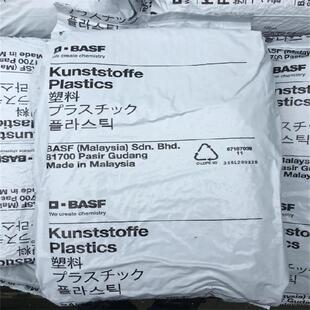 BASF
We create chemistry
Kunststoffe
Plastics
塑料
プラスチック
플라스틱
BASF (Malaysia) Sdn. Bhd.
81700 Pasir Gudang
Made in Malaysia
11
BASF
We create chemistry
Kunststoffe
Plastics
塑料
プラスチック
플라스틱